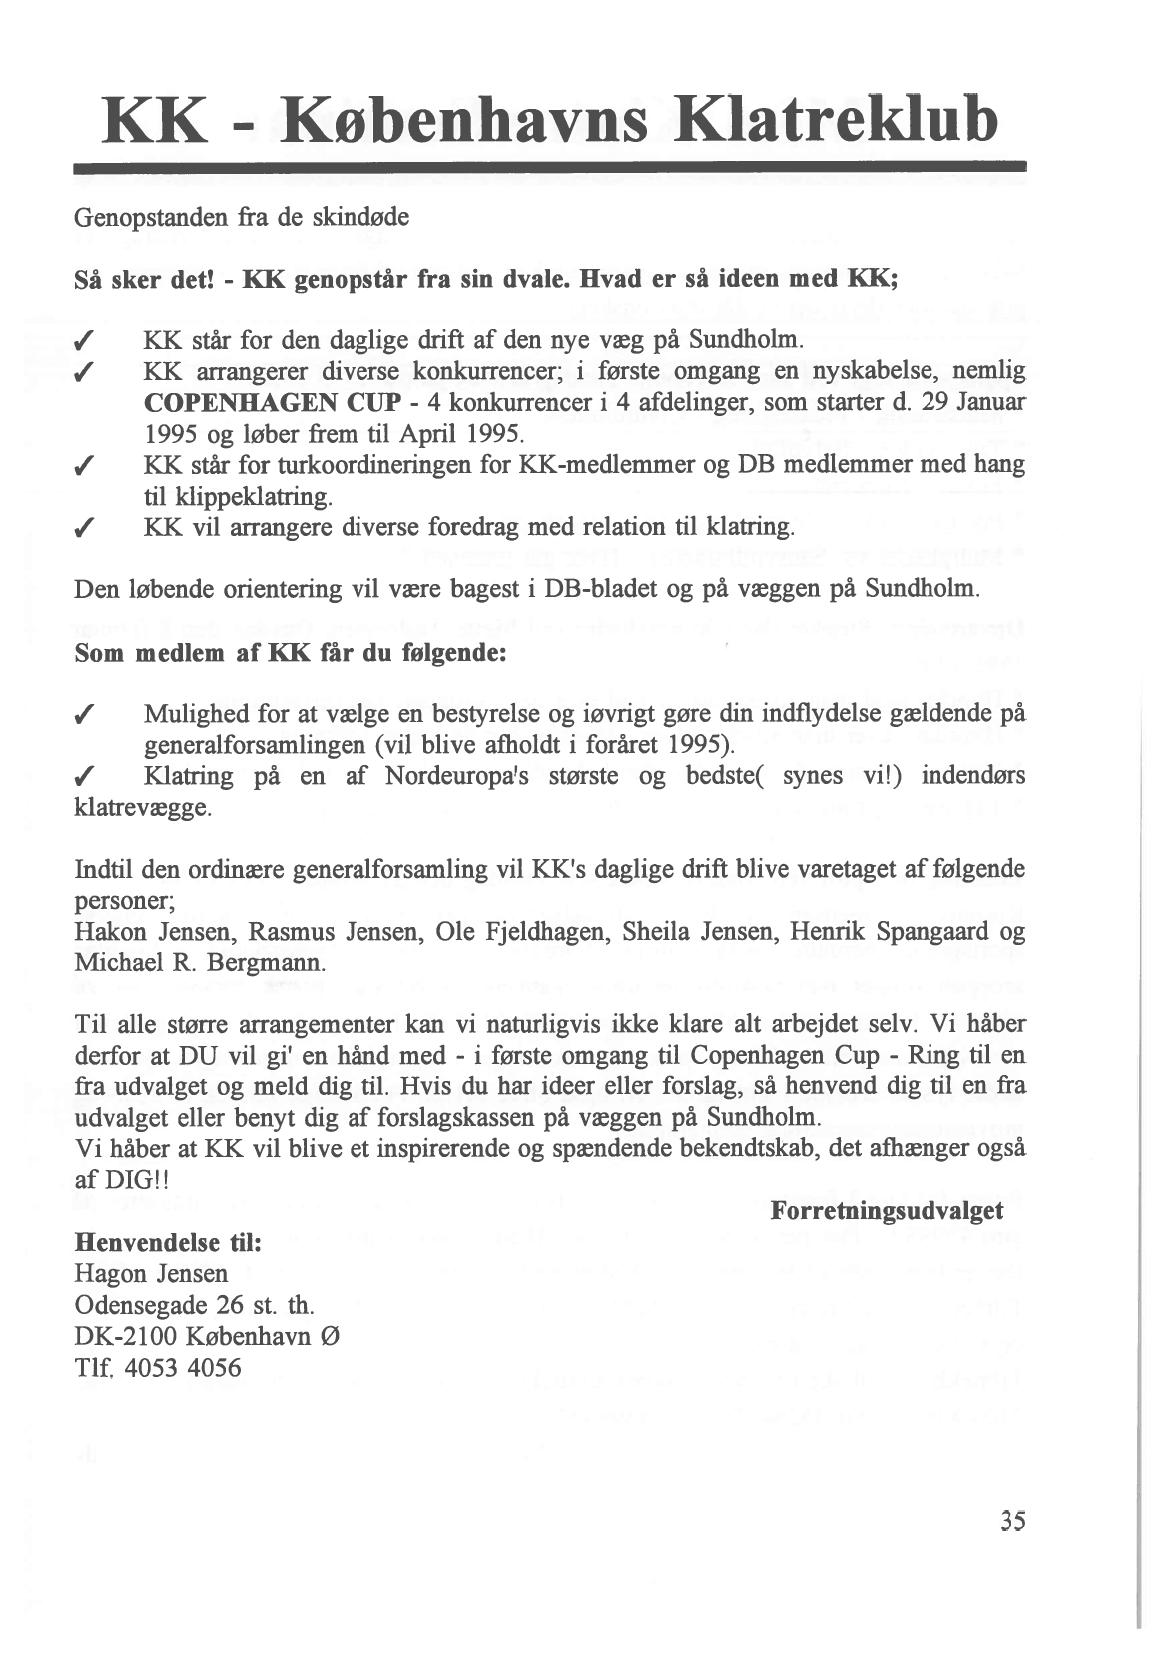 KK - Københavns Klatreklub
Genopstanden fra de skindøde
Så sker det! - KK genopstår fra sin dvale. Hvad er så ideen med KK;
✓ KK står for den daglige drift af den nye væg på Sundholm.
✓ KK arrangerer diverse konkurrencer; i første omgang en nyskabelse, nemlig
COPENHAGEN CUP - 4 konkurrencer i 4 afdelinger, som starter d. 29 Januar
1995 og løber frem til April 1995.
✓ KK står for turkoordineringen for KK-medlemmer og DB medlemmer med hang
til klippeklatring.
✓ KK vil arrangere diverse foredrag med relation til klatring.
Den løbende orientering vil være bagest i DB-bladet og på væggen på Sundholm.
Som medlem af KK får du følgende:
✓ Mulighed for at vælge en bestyrelse og iøvrigt gøre din indflydelse gældende på
generalforsamlingen (vil blive afholdt i foråret 1995).
✓ Klatring på en af Nordeuropa's største og bedste( synes vi!) indendørs
klatrevægge.
Indtil den ordinære generalforsamling vil KK's daglige drift blive varetaget af følgende
personer;
Hakon Jensen, Rasmus Jensen, Ole Fjeldhagen, Sheila Jensen, Henrik Spangaard og
Michael R. Bergmann.
Til alle større arrangementer kan vi naturligvis ikke klare alt arbejdet selv. Vi håber
derfor at DU vil gi' en hånd med - i første omgang til Copenhagen Cup - Ring til en
fra udvalget og meld dig til. Hvis du har ideer eller forslag, så henvend dig til en fra
udvalget eller benyt dig af forslagskassen på væggen på Sundholm.
Vi håber at KK vil blive et inspirerende og spændende bekendtskab, det afhænger også
af DIG!!
Forretningsudvalget
Henvendelse til:
Hagon Jensen
Odensegade 26 st. th.
DK-2100 København Ø
Tlf. 4053 4056
35